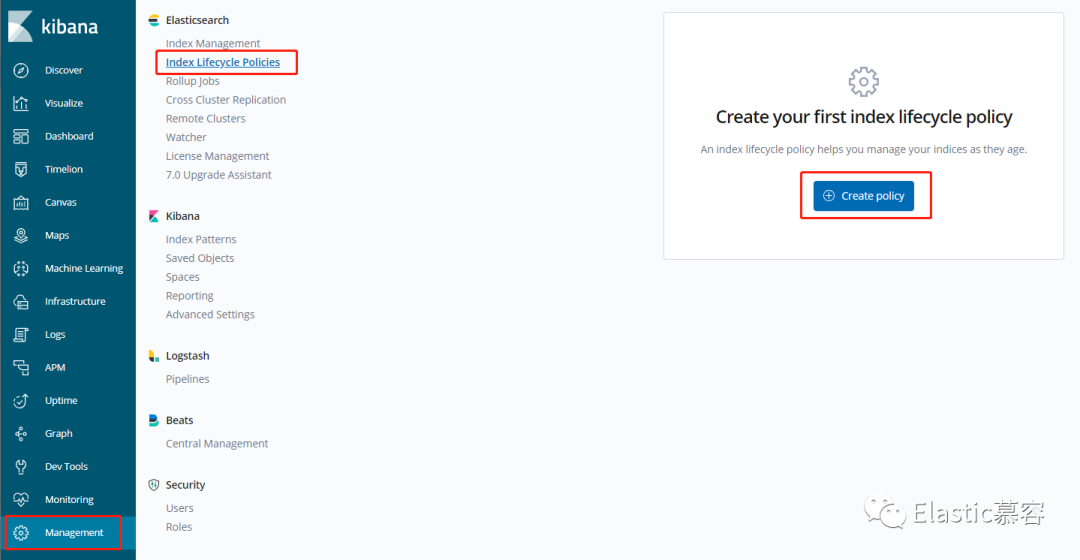 kibana
Discover
Visualize
Dashboard
Timelion
Canvas
Maps
Machine Learning
Infrastructure
Logs
APM
Uptime
Graph
Dev Tools
Monitoring
Management
Elasticsearch
Index Management
Index Lifecycle Policies
Rollup Jobs
Cross Cluster Replication
Remote Clusters
Watcher
License Management
7.0 Upgrade Assistant
Kibana
Index Patterns
Saved Objects
Spaces
Reporting
Advanced Settings
Logstash
Pipelines
Beats
Central Management
Security
Users
Roles
Create your first index lifecycle policy
An index lifecycle policy helps you manage your indices as they age.
Create policy
Elastic慕容